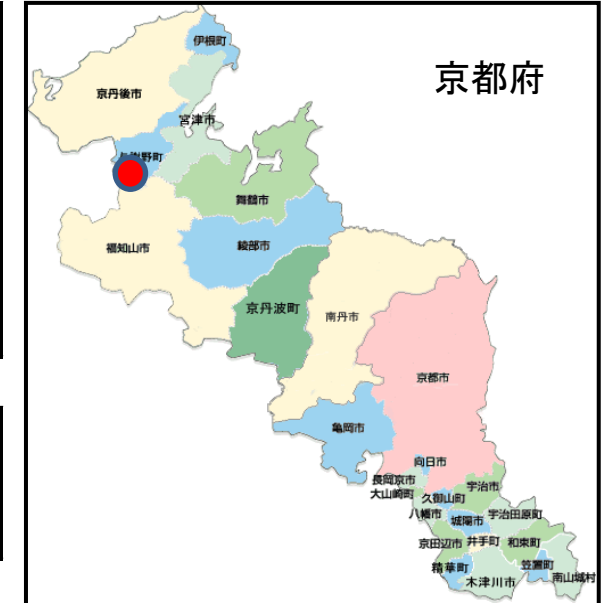 京都府
伊根町
京丹後市
宮津市
野町
舞鶴市
福知山市
綾部市
京丹波町
南丹市
京都市
亀岡市
向日市
長岡京市
大山崎町
宇治市
久御山町
八幡市
城陽市
宇治田原町
京田辺市
井手町
和束町
精華町
笠置町
木津川市
南山城村